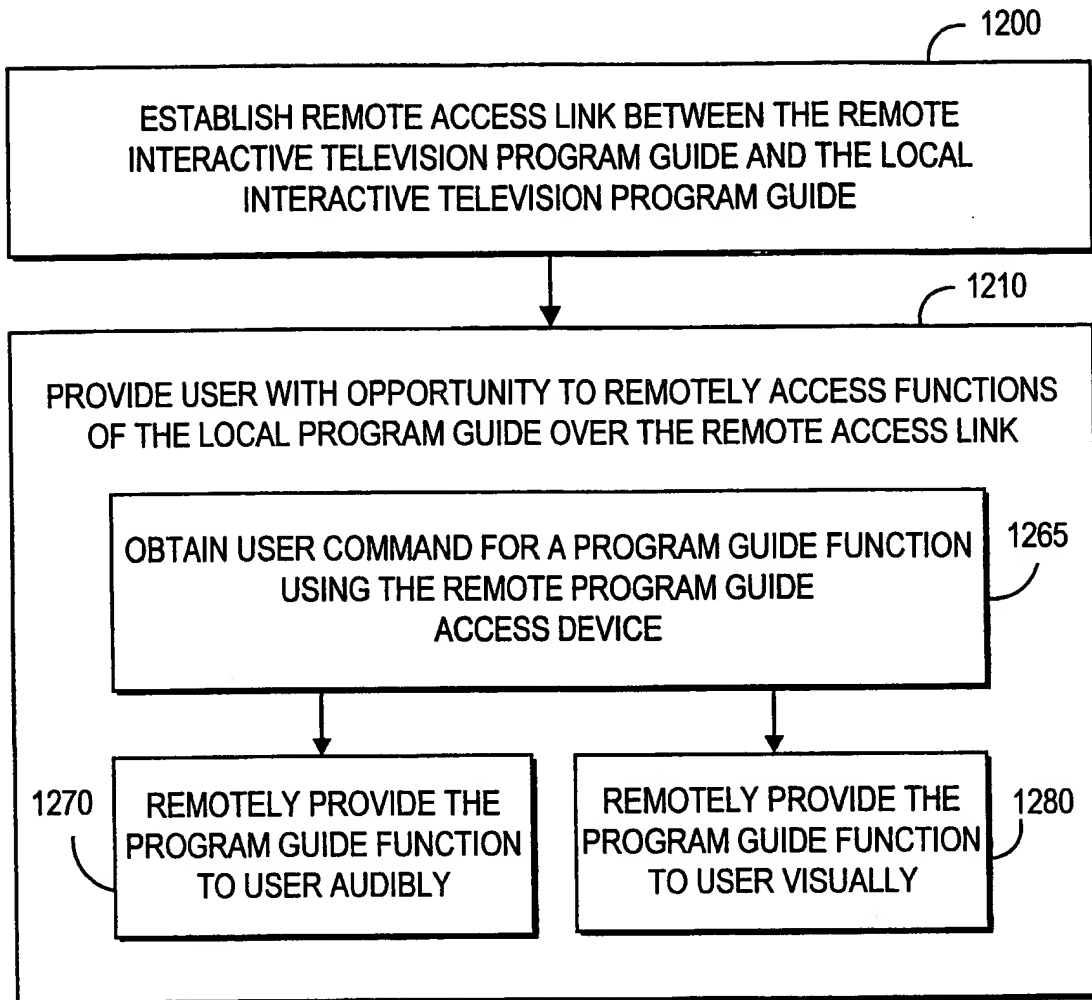 1200
ESTABLISH REMOTE ACCESS LINK BETWEEN THE REMOTE
INTERACTIVE TELEVISION PROGRAM GUIDE AND THE LOCAL
INTERACTIVE TELEVISION PROGRAM GUIDE
1210
PROVIDE USER WITH OPPORTUNITY TO REMOTELY ACCESS FUNCTIONS
OF THE LOCAL PROGRAM GUIDE OVER THE REMOTE ACCESS LINK
OBTAIN USER COMMAND FOR A PROGRAM GUIDE FUNCTION
USING THE REMOTE PROGRAM GUIDE
ACCESS DEVICE
1265
1270
REMOTELY PROVIDE THE
PROGRAM GUIDE FUNCTION
TO USER AUDIBLY
REMOTELY PROVIDE THE
PROGRAM GUIDE FUNCTION
TO USER VISUALLY
1280